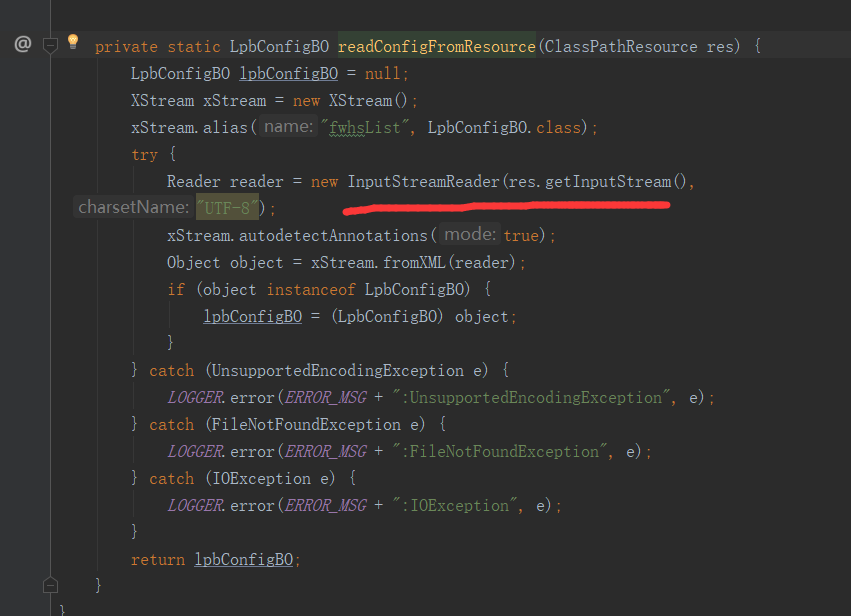 @
private static LpbConfigBO readConfigFromResource(ClassPathResource res) {
LpbConfigBO lpbConfigBO = null;
XStream xStream = new XStream();
xStream.alias( name: "fwhsList", LpbConfigBO.class);
try {
Reader reader = new InputStreamReader(res.getInputStream(),
charsetName: "UTF-8");
xStream.autodetectAnnotations( mode: true);
Object object = xStream.fromXML(reader);
if (object instanceof LpbConfigBO) {
lpbConfigBO = (LpbConfigBO) object;
}
} catch (UnsupportedEncodingException e) {
LOGGER.error(ERROR_MSG + ":UnsupportedEncodingException", e);
} catch (FileNotFoundException e) {
LOGGER.error(ERROR_MSG + ":FileNotFoundException", e);
} catch (IOException e) {
LOGGER.error(ERROR_MSG + ":IOException", e);
}
return lpbConfigBO;
}
}